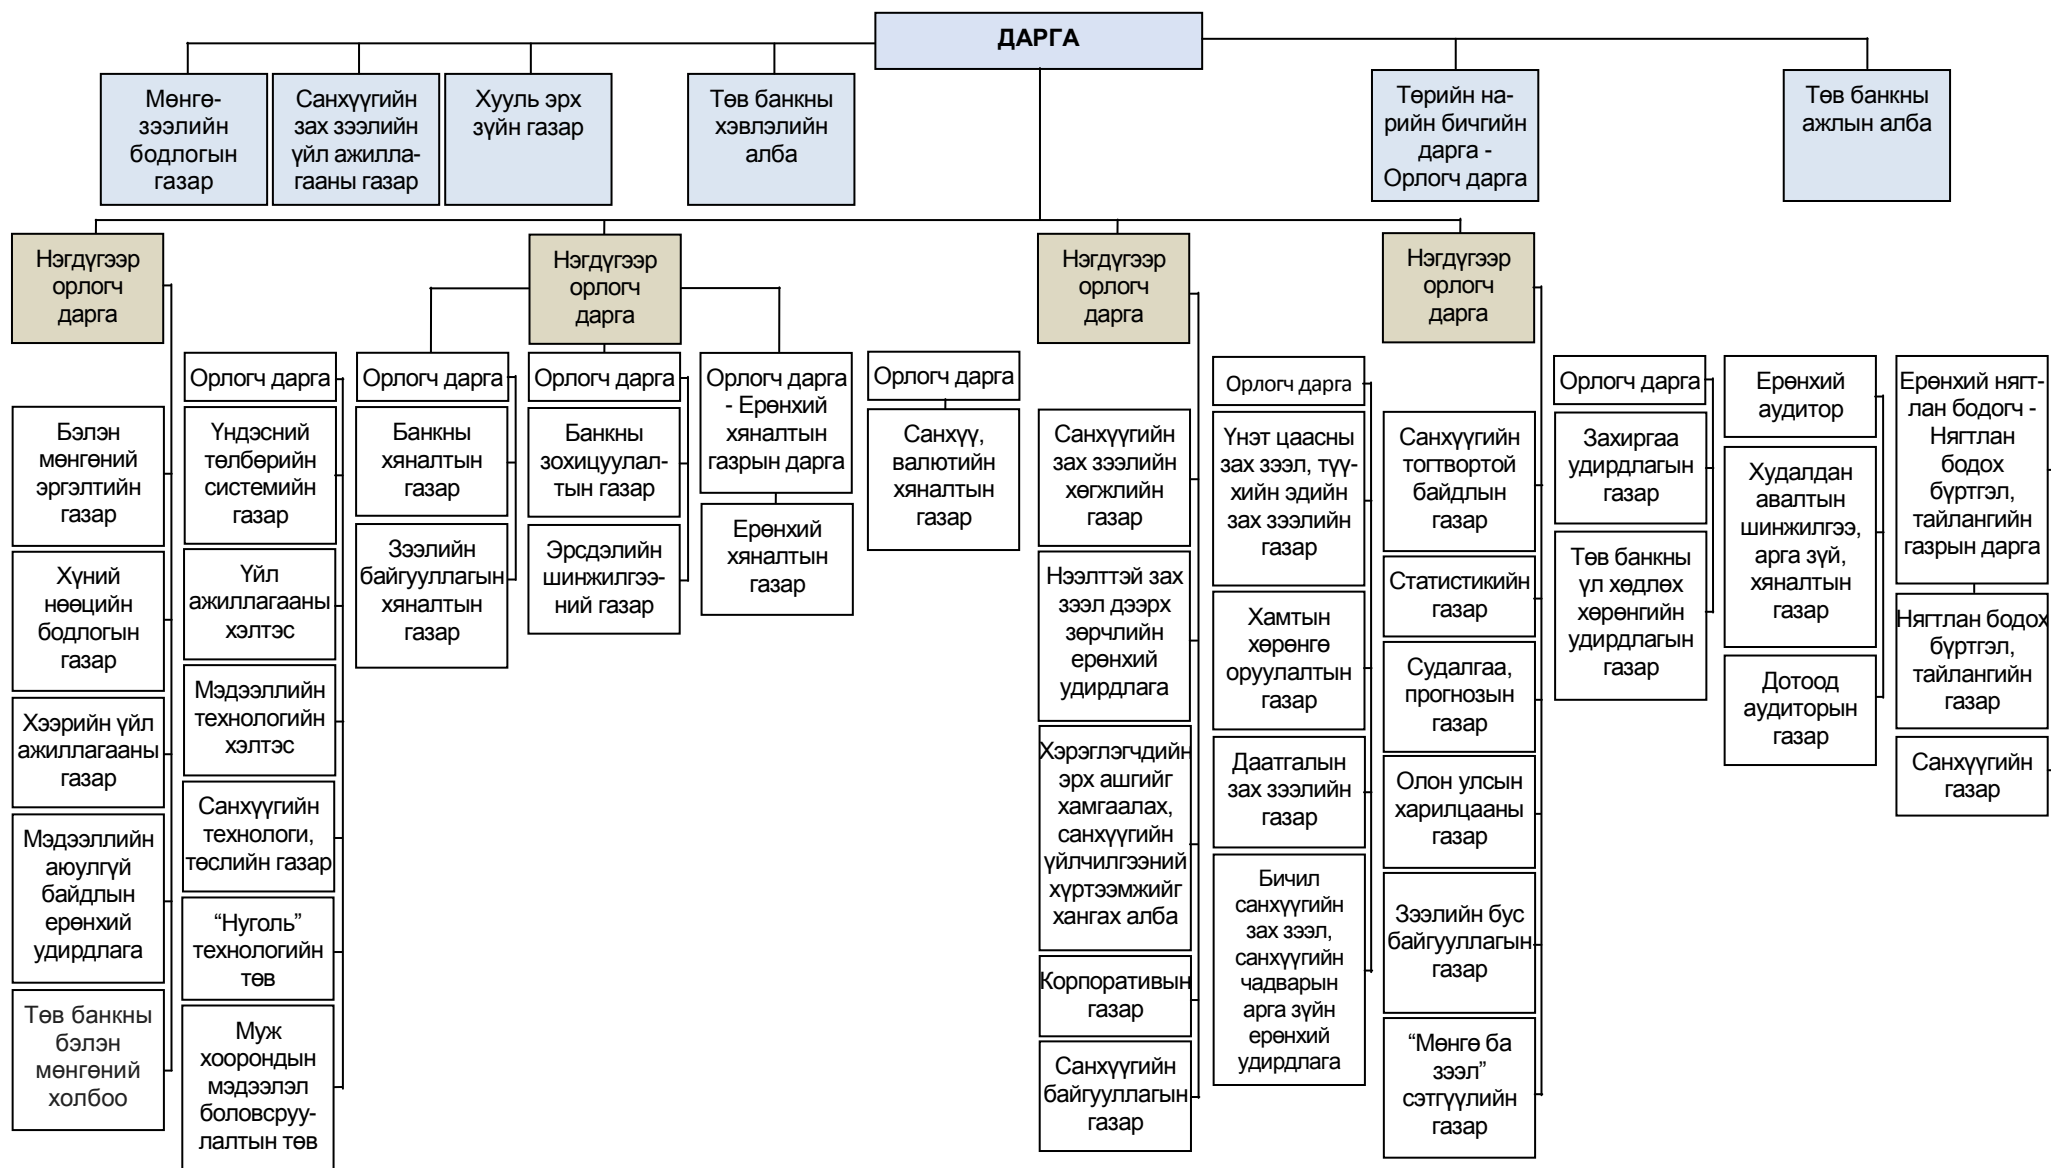 ДАРГА
Мөнгө-
зээлийн
бодлогын
газар
Санхүүгийн
зах зээлийн
үйл ажилла-
гааны газар
Хууль эрх
зүйн газар
Төв банкны
хэвлэлийн
алба
Төрийн на-
рийн бичгийн
дарга -
Орлогч дарга
Төв банкны
ажлын алба
Нэгдүгээр
орлогч
дарга
Нэгдүгээр
орлогч
дарга
Нэгдүгээр
орлогч
дарга
Нэгдүгээр
орлогч
дарга
Бэлэн
мөнгөний
эргэлтийн
газар
Хүний
нөөцийн
бодлогын
газар
Хээрийн үйл
ажиллагааны
газар
Мэдээллийн
аюулгүй
байдлын
ерөнхий
удирдлага
Төв банкны
бэлэн
мөнгөний
холбоо
Орлогч дарга
Үндэсний
төлбөрийн
системийн
газар
Үйл
ажиллагааны
хэлтэс
Мэдээллийн
технологийн
хэлтэс
Санхүүгийн
технологи,
төслийн газар
“Нуголь”
технологийн
төв
Муж
хоорондын
мэдээлэл
боловсруу-
лалтын төв
Орлогч дарга
Банкны
хяналтын
газар
Зээлийн
байгууллагын
хяналтын
газар
Орлогч дарга
Банкны
зохицуулал-
тын газар
Эрсдэлийн
шинжилгээ-
ний газар
Орлогч дарга
- Ерөнхий
хяналтын
газрын дарга
Ерөнхий
хяналтын
газар
Орлогч дарга
Санхүү,
валютийн
хяналтын
газар
Санхүүгийн
зах зээлийн
хөгжлийн
газар
Нээлттэй зах
зээл дээрх
зөрчлийн
ерөнхий
удирдлага
Хэрэглэгчдийн
эрх ашгийг
хамгаалах,
санхүүгийн
үйлчилгээний
хүртээмжийг
хангах алба
Корпоративын
газар
Санхүүгийн
байгууллагын
газар
Орлогч дарга
Үнэт цаасны
зах зээл, түү-
хийн эдийн
зах зээлийн
газар
Хамтын
хөрөнгө
оруулалтын
газар
Даатгалын
зах зээлийн
газар
Бичил
санхүүгийн
зах зээл,
санхүүгийн
чадварын
арга зүйн
ерөнхий
удирдлага
Санхүүгийн
тогтвортой
байдлын
газар
Статистикийн
газар
Судалгаа,
прогнозын
газар
Олон улсын
харилцааны
газар
Зээлийн бус
байгууллагын
газар
“Мөнгө ба
зээл”
сэтгүүлийн
газар
Орлогч дарга
Захиргаа
удирдлагын
газар
Төв банкны
үл хөдлөх
хөрөнгийн
удирдлагын
газар
Ерөнхий
аудитор
Худалдан
авалтын
шинжилгээ,
арга зүй,
хяналтын
газар
Дотоод
аудиторын
газар
Ерөнхий нягт-
лан бодогч -
Нягтлан
бодох
бүртгэл,
тайлангийн
газрын дарга
Нягтлан бодох
бүртгэл,
тайлангийн
газар
Санхүүгийн
газар